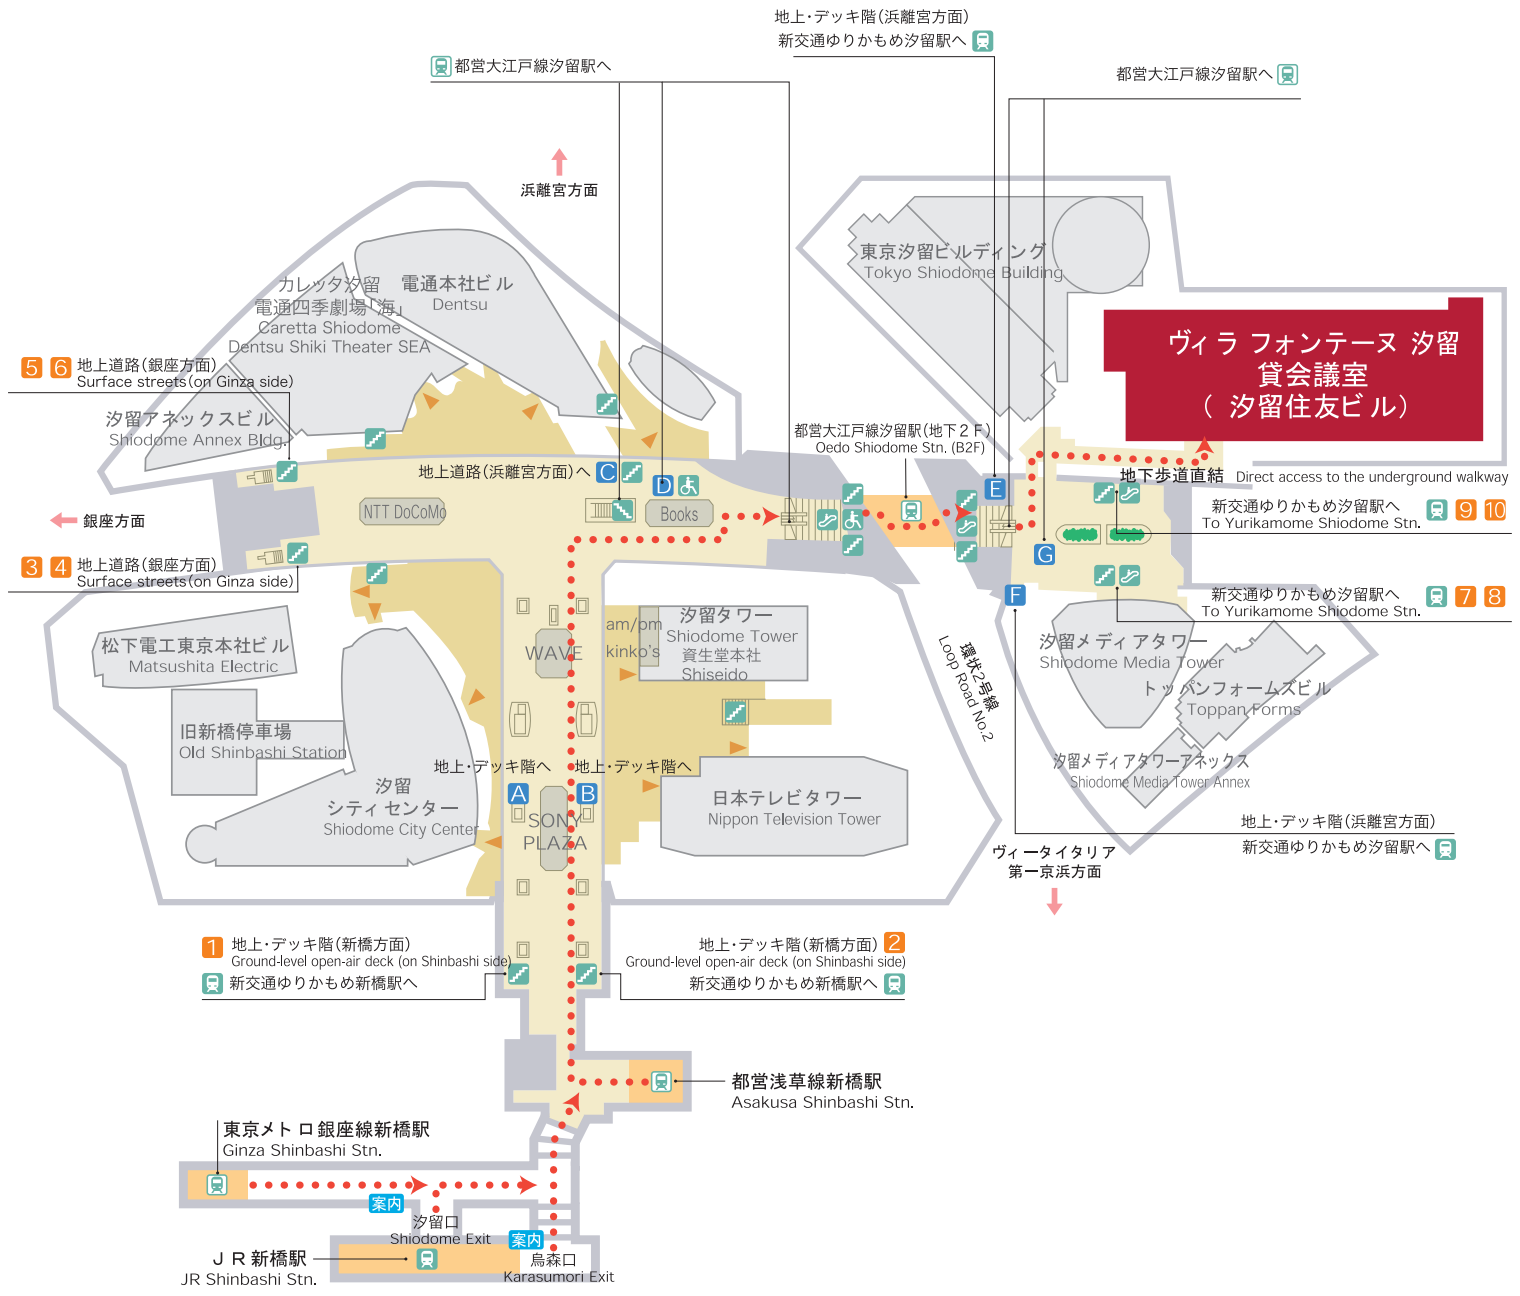 地上・デッキ階(浜離宮方面)
新交通ゆりかもめ汐留駅へ
都営大江戸線汐留駅へ
都営大江戸線汐留駅へ
浜離宮方面
東京汐留ビルディング
Tokyo Shiodome Building
カレッタ汐留
電通四季劇場「海」
Caretta Shiodome
Dentsu Shiki Theater SEA
電通本社ビル
Dentsu
ヴィラ フォンテーヌ 汐留
貸会議室
( 汐留住友ビル)
5 6 地上道路(銀座方面)
Surface streets(on Ginza side)
汐留アネックスビル
Shiodome Annex Bldg.
都営大江戸線汐留駅(地下2F)
Oedo Shiodome Stn. (B2F)
地上道路(浜離宮方面)へ C
D
E
地下歩道直結 Direct access to the underground walkway
NTT DoCoMo
Books
銀座方面
新交通ゆりかもめ汐留駅へ 9 10
To Yurikamome Shiodome Stn.
G
3 4 地上道路(銀座方面)
Surface streets(on Ginza side)
F
新交通ゆりかもめ汐留駅へ 7 8
To Yurikamome Shiodome Stn.
松下電工東京本社ビル
Matsushita Electric
WAVE
am/pm
kinko's
汐留タワー
Shiodome Tower
資生堂本社
Shiseido
環状2号線
Loop Road No.2
汐留メディアタワー
Shiodome Media Tower
トッパンフォームズビル
Toppan Forms
旧新橋停車場
Old Shinbashi Station
汐留メディアタワーアネックス
Shiodome Media Tower Annex
地上・デッキ階へ
A
地上・デッキ階へ
B
汐留
シティセンター
Shiodome City Center
SONY
PLAZA
日本テレビタワー
Nippon Television Tower
地上・デッキ階(浜離宮方面)
新交通ゆりかもめ汐留駅へ
ヴィータイタリア
第一京浜方面
1 地上・デッキ階(新橋方面)
Ground-level open-air deck (on Shinbashi side)
新交通ゆりかもめ新橋駅へ
地上・デッキ階(新橋方面) 2
Ground-level open-air deck (on Shinbashi side)
新交通ゆりかもめ新橋駅へ
都営浅草線新橋駅
Asakusa Shinbashi Stn.
東京メトロ銀座線新橋駅
Ginza Shinbashi Stn.
案内
汐留口
Shiodome Exit
案内
JR新橋駅
JR Shinbashi Stn.
烏森口
Karasumori Exit